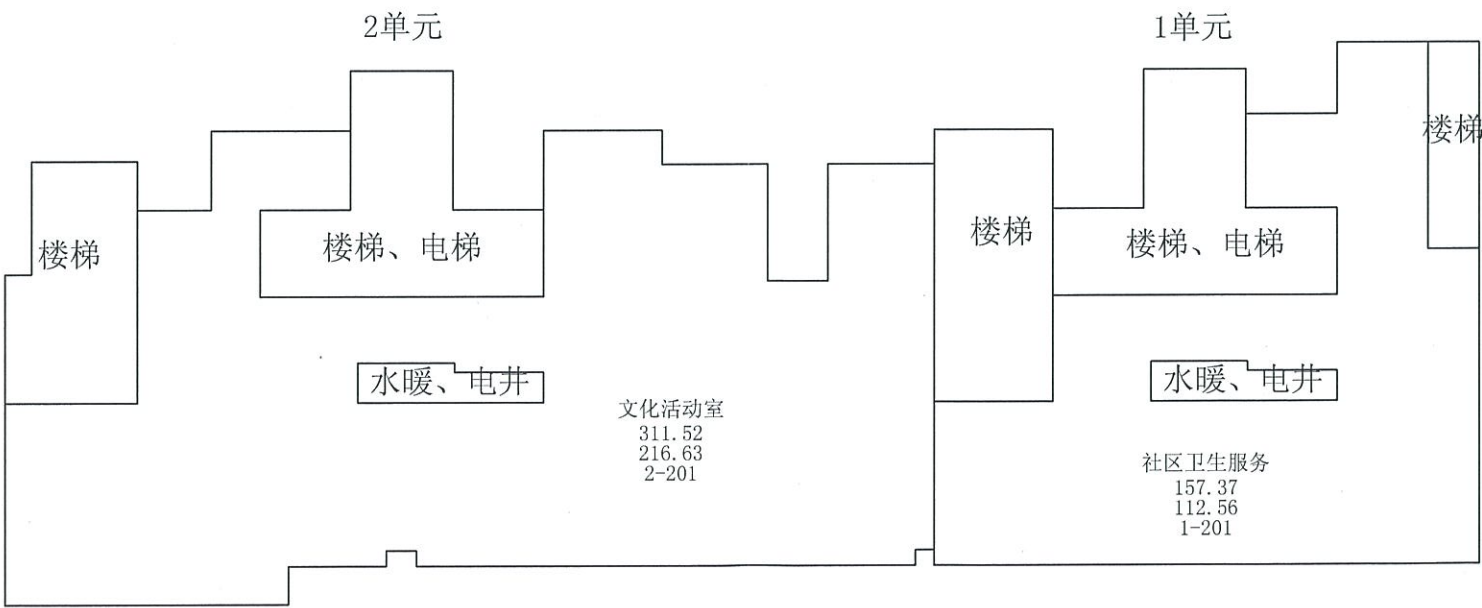 2单元
1单元
楼梯
楼梯、电梯
楼梯
楼梯、电梯
楼梯
水暖、电井
水暖、电井
文化活动室
311.52
216.63
2-201
社区卫生服务
157.37
112.56
1-201